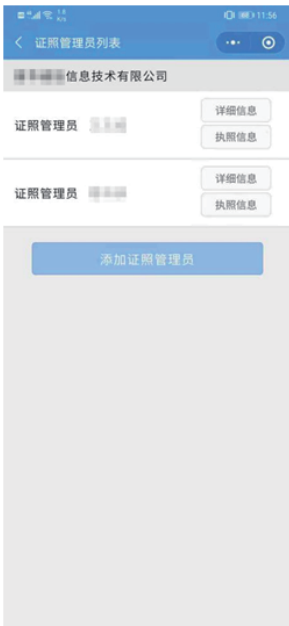 1.6
K/s
11:56
证照管理员列表
信息技术有限公司
证照管理员
详细信息
执照信息
证照管理员
详细信息
执照信息
添加证照管理员